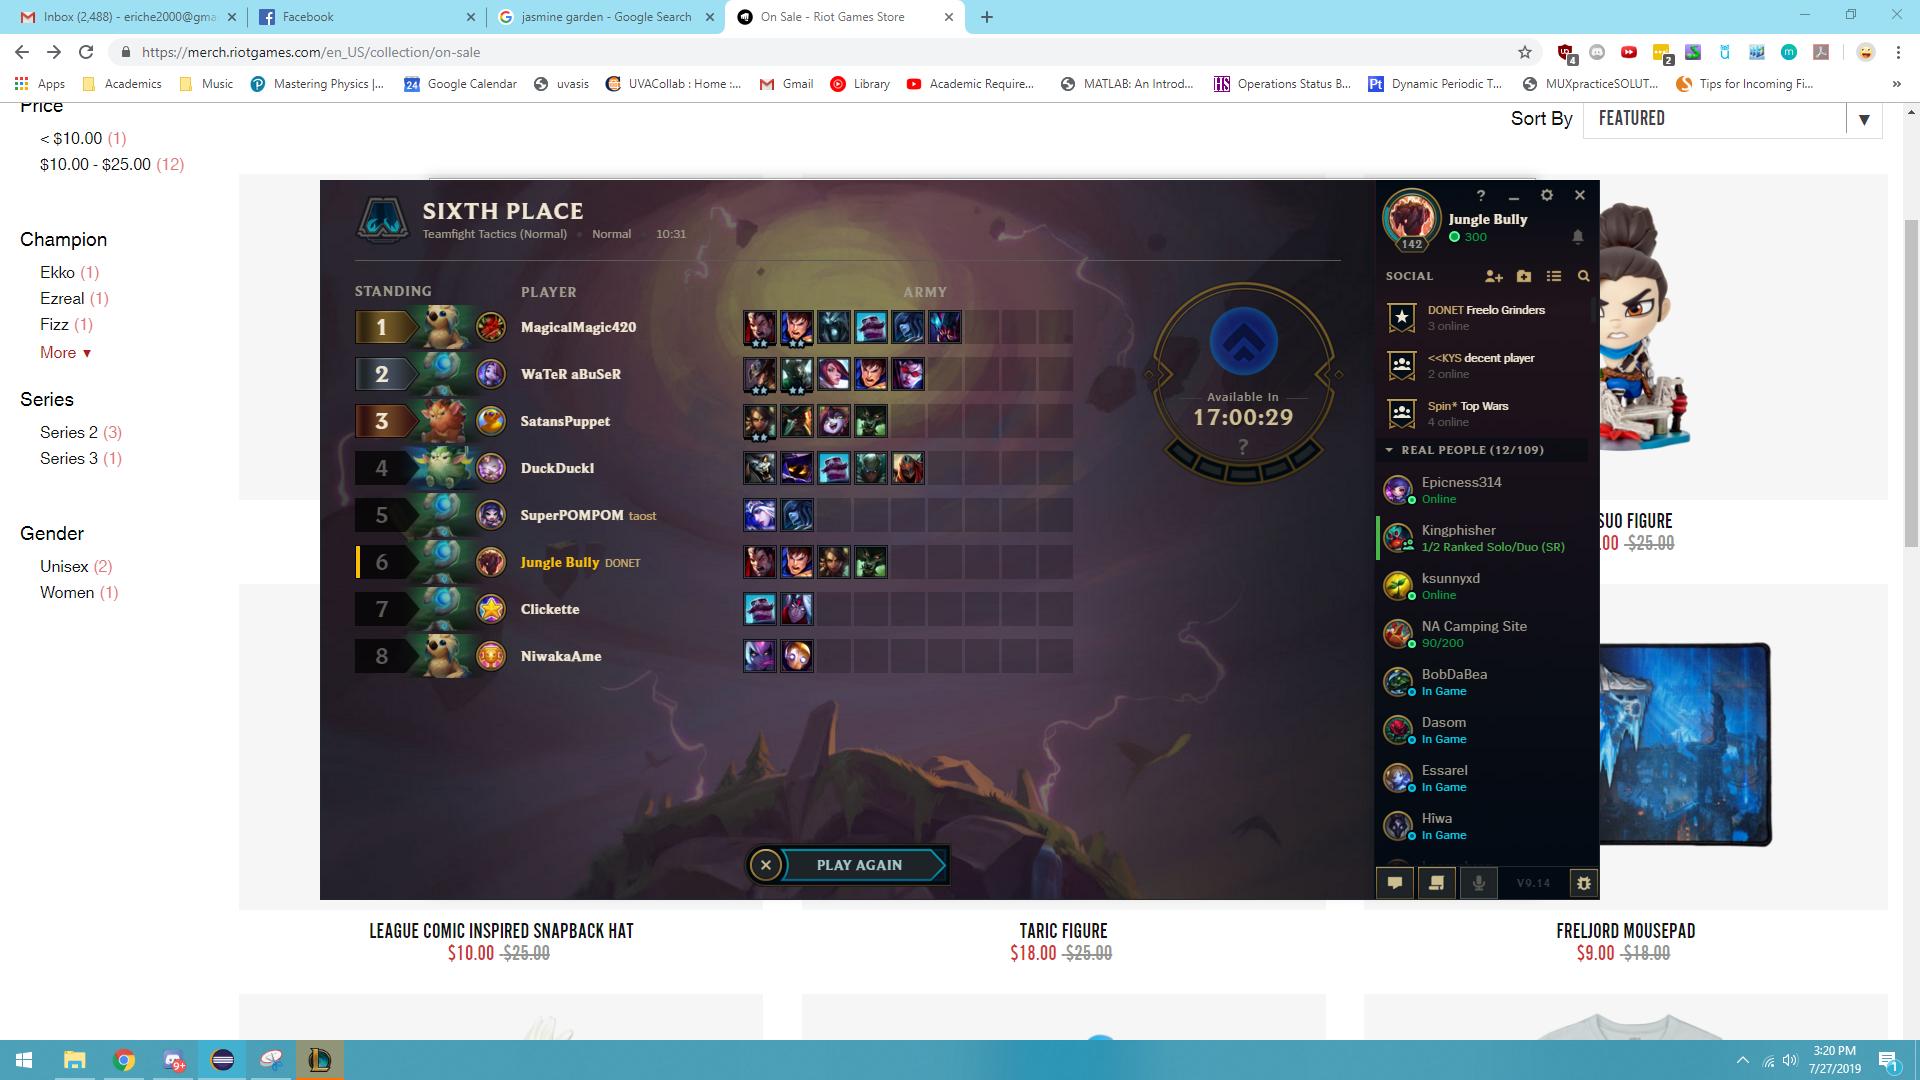 Inbox (2,488) - eriche2000@gma
Facebook
jasmine garden - Google Search
On Sale - Riot Games Store
https://merch.riotgames.com/en_US/collection/on-sale
4
2
Apps
Academics
Music
Mastering Physics |...
24
Google Calendar
uvasis
UVACollab : Home :...
Gmail
Library
Academic Require...
MATLAB: An Introd...
HS
Operations Status B...
Pt
Dynamic Periodic T...
MUXpracticeSOLUT...
Tips for Incoming Fi...
»
Price
< $10.00 (1)
$10.00 - $25.00 (12)
Champion
Ekko (1)
Ezreal (1)
Fizz (1)
More ▼
Series
Series 2 (3)
Series 3 (1)
Gender
Unisex (2)
Women (1)
Sort By
FEATURED
SIXTH PLACE
Teamfight Tactics (Normal) • Normal • 10:31
STANDING PLAYER ARMY
1 MagicalMagic420
2 WaTeR aBuSeR
3 SatansPuppet
4 DuckDuck1
5 SuperPOMPOM taost
6 Jungle Bully DONET
7 Clickette
8 NiwakaAme
Available In
17:00:29
?
PLAY AGAIN
?
Jungle Bully
300
142
SOCIAL
DONET Freelo Grinders
3 online
<<KYS decent player
2 online
Spin* Top Wars
4 online
REAL PEOPLE (12/109)
Epicness314
Online
Kingphisher
1/2 Ranked Solo/Duo (SR)
ksunnyxd
Online
NA Camping Site
90/200
BobDaBea
In Game
Dasom
In Game
Essarel
In Game
Hiwa
In Game
V9.14
SUO FIGURE
.00 $25.00
LEAGUE COMIC INSPIRED SNAPBACK HAT
$10.00 $25.00
TARIC FIGURE
$18.00 $25.00
FRELJORD MOUSEPAD
$9.00 $18.00
9+
3:20 PM
7/27/2019
1